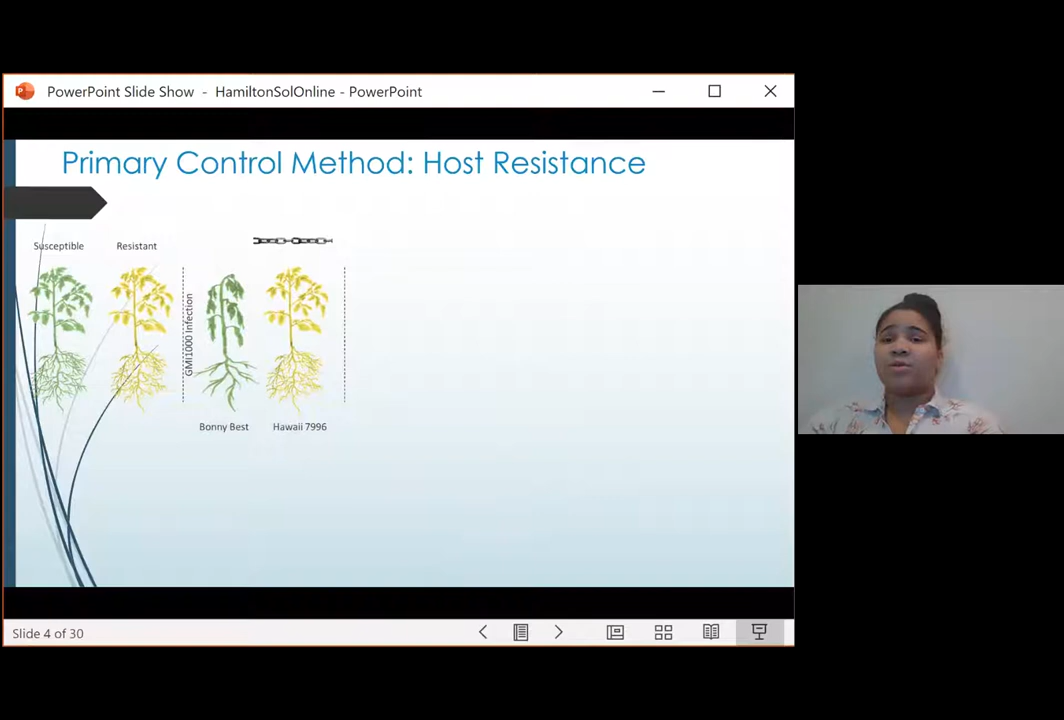 PowerPoint Slide Show - HamiltonSolOnline - PowerPoint
Primary Control Method: Host Resistance
Susceptible
Resistant
GMI1000 Infection
Bonny Best
Hawaii 7996
Slide 4 of 30